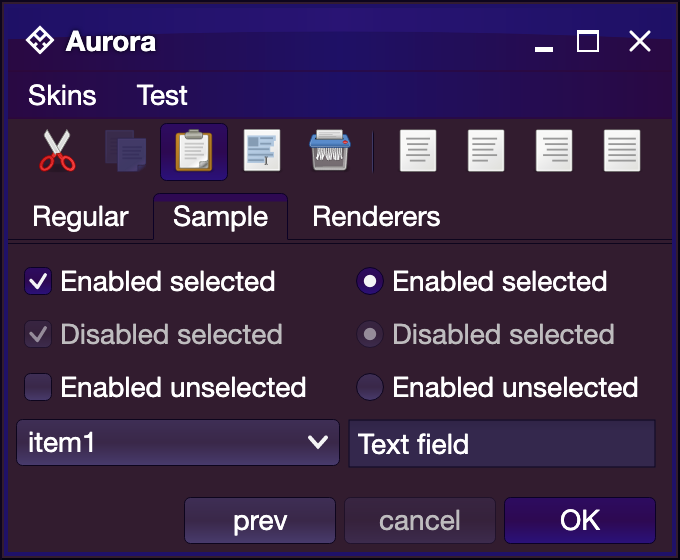 Aurora
Skins Test
Regular Sample Renderers
Enabled selected Enabled selected
Disabled selected Disabled selected
Enabled unselected Enabled unselected
item1 Text field
prev cancel OK